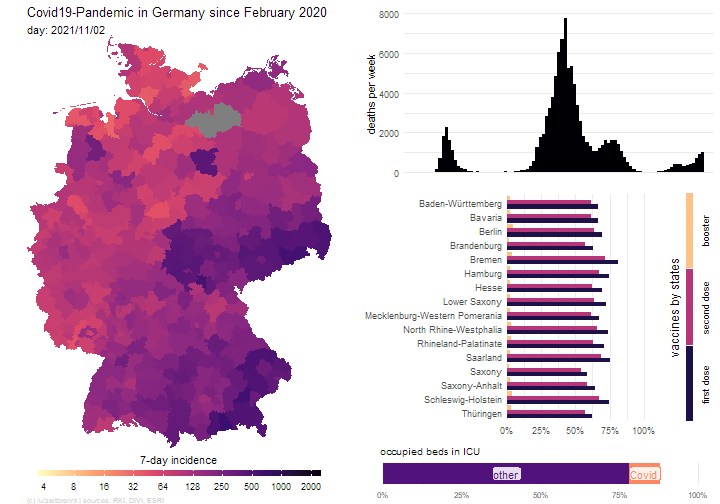 Covid19-Pandemic in Germany since February 2020
day: 2021/11/02
7-day incidence
4 8 16 32 64 128 250 500 1000 2000
(c) /u/zeitbrennt | sources: RKI, DIVI, ESRI
deaths per week
8000
6000
4000
2000
0
Baden-Württemberg
Bavaria
Berlin
Brandenburg
Bremen
Hamburg
Hesse
Lower Saxony
Mecklenburg-Western Pomerania
North Rhine-Westphalia
Rhineland-Palatinate
Saarland
Saxony
Saxony-Anhalt
Schleswig-Holstein
Thüringen
0% 25% 50% 75% 100%
vaccines by states
booster
second dose
first dose
occupied beds in ICU
other
Covid
0% 25% 50% 75% 100%